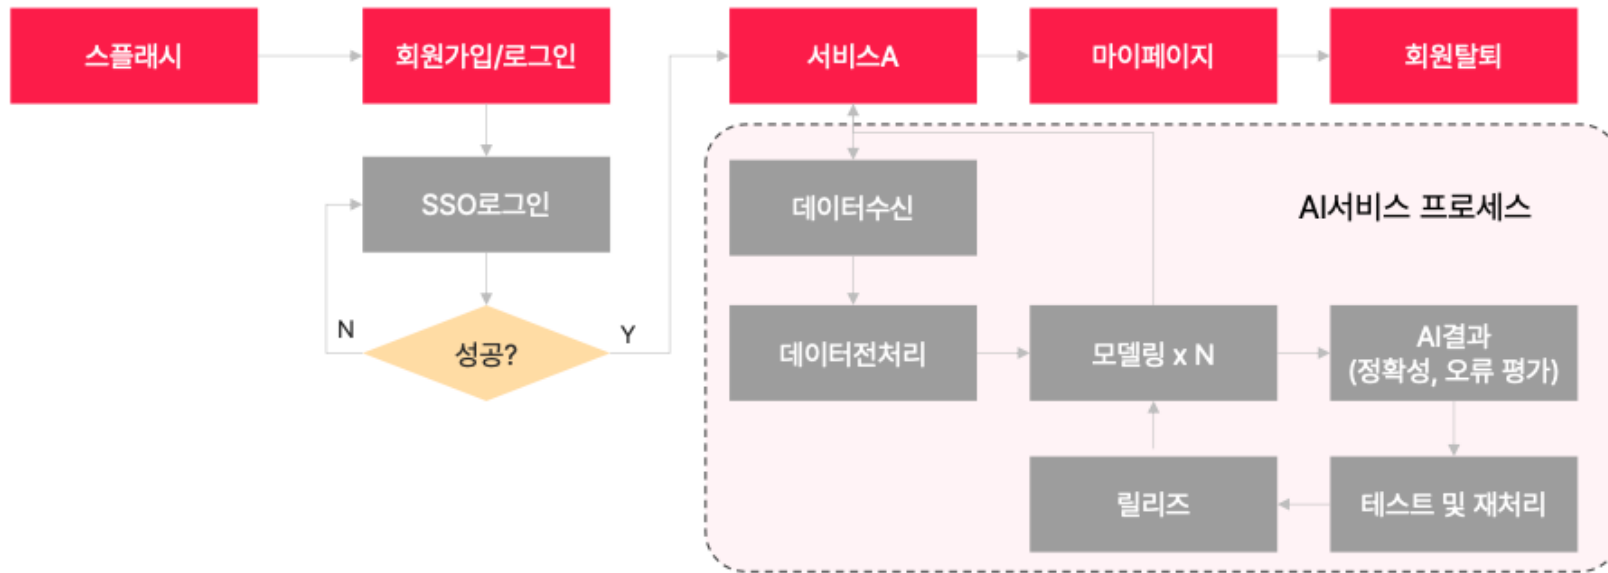 스플래시
회원가입/로그인
서비스A
마이페이지
회원탈퇴
SSO로그인
데이터수신
AI서비스 프로세스
N
성공?
Y
데이터전처리
모델링 x N
AI결과
(정확성, 오류 평가)
릴리즈
테스트 및 재처리